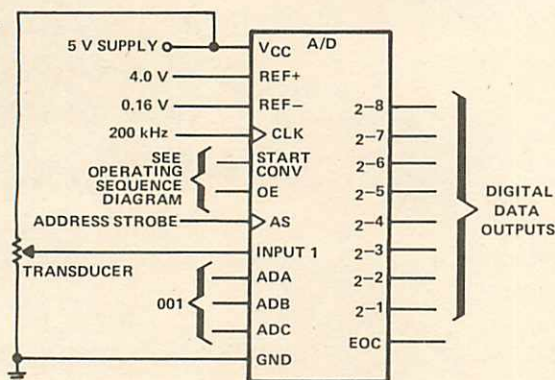 5 V SUPPLY
VCC
A/D
4.0 V
REF+
0.16 V
REF−
2−8
200 kHz
CLK
2−7
SEE
OPERATING
SEQUENCE
DIAGRAM
START
CONV
2−6
OE
2−5
DIGITAL
DATA
OUTPUTS
ADDRESS STROBE
AS
2−4
INPUT 1
2−3
TRANSDUCER
ADA
2−2
001
ADB
2−1
ADC
EOC
GND